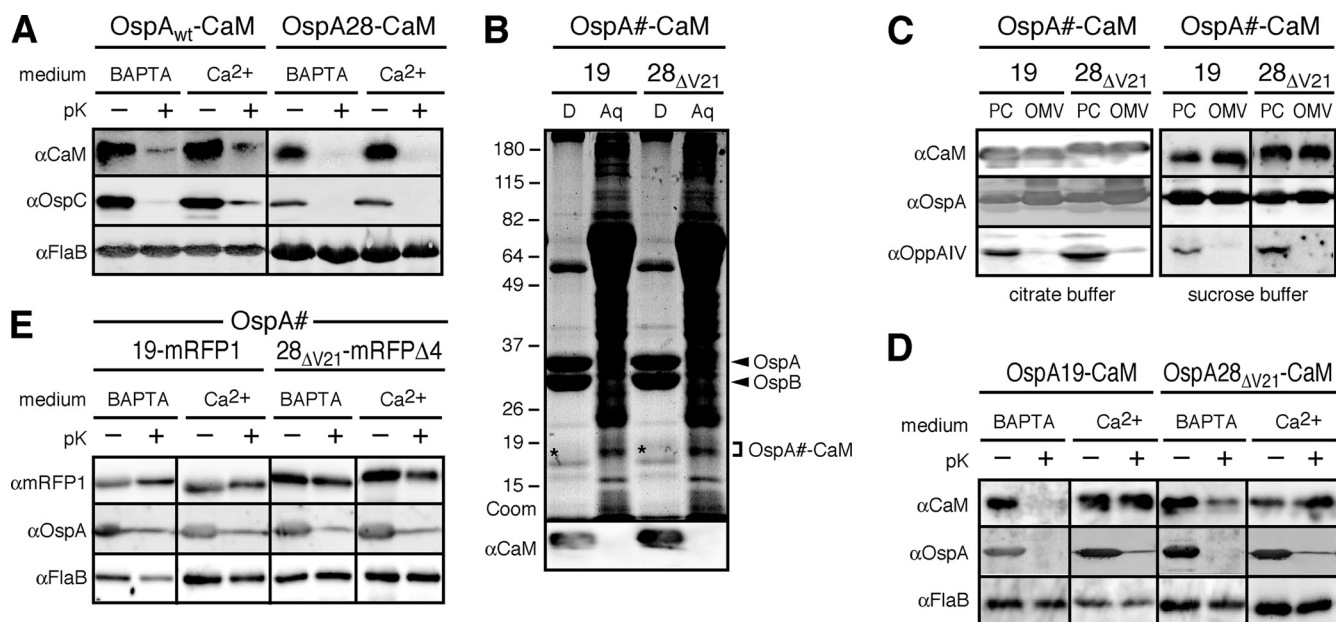 A
OspAwt-CaM OspA28-CaM
medium BAPTA Ca2+ BAPTA Ca2+
pK – + – + – + – +
αCaM
αOspC
αFlaB
B
OspA#-CaM
19 28ΔV21
D Aq D Aq
180
115
82
64
49
37
26
19
15
Coom
αCaM
OspA
OspB
OspA#-CaM
*
*
C
OspA#-CaM OspA#-CaM
19 28ΔV21 19 28ΔV21
PC OMV PC OMV PC OMV PC OMV
αCaM
αOspA
αOppAIV
citrate buffer sucrose buffer
E
OspA#
19-mRFP1 28ΔV21-mRFPΔ4
medium BAPTA Ca2+ BAPTA Ca2+
pK – + – + – + – +
αmRFP1
αOspA
αFlaB
D
OspA19-CaM OspA28ΔV21-CaM
medium BAPTA Ca2+ BAPTA Ca2+
pK – + – + – + – +
αCaM
αOspA
αFlaB